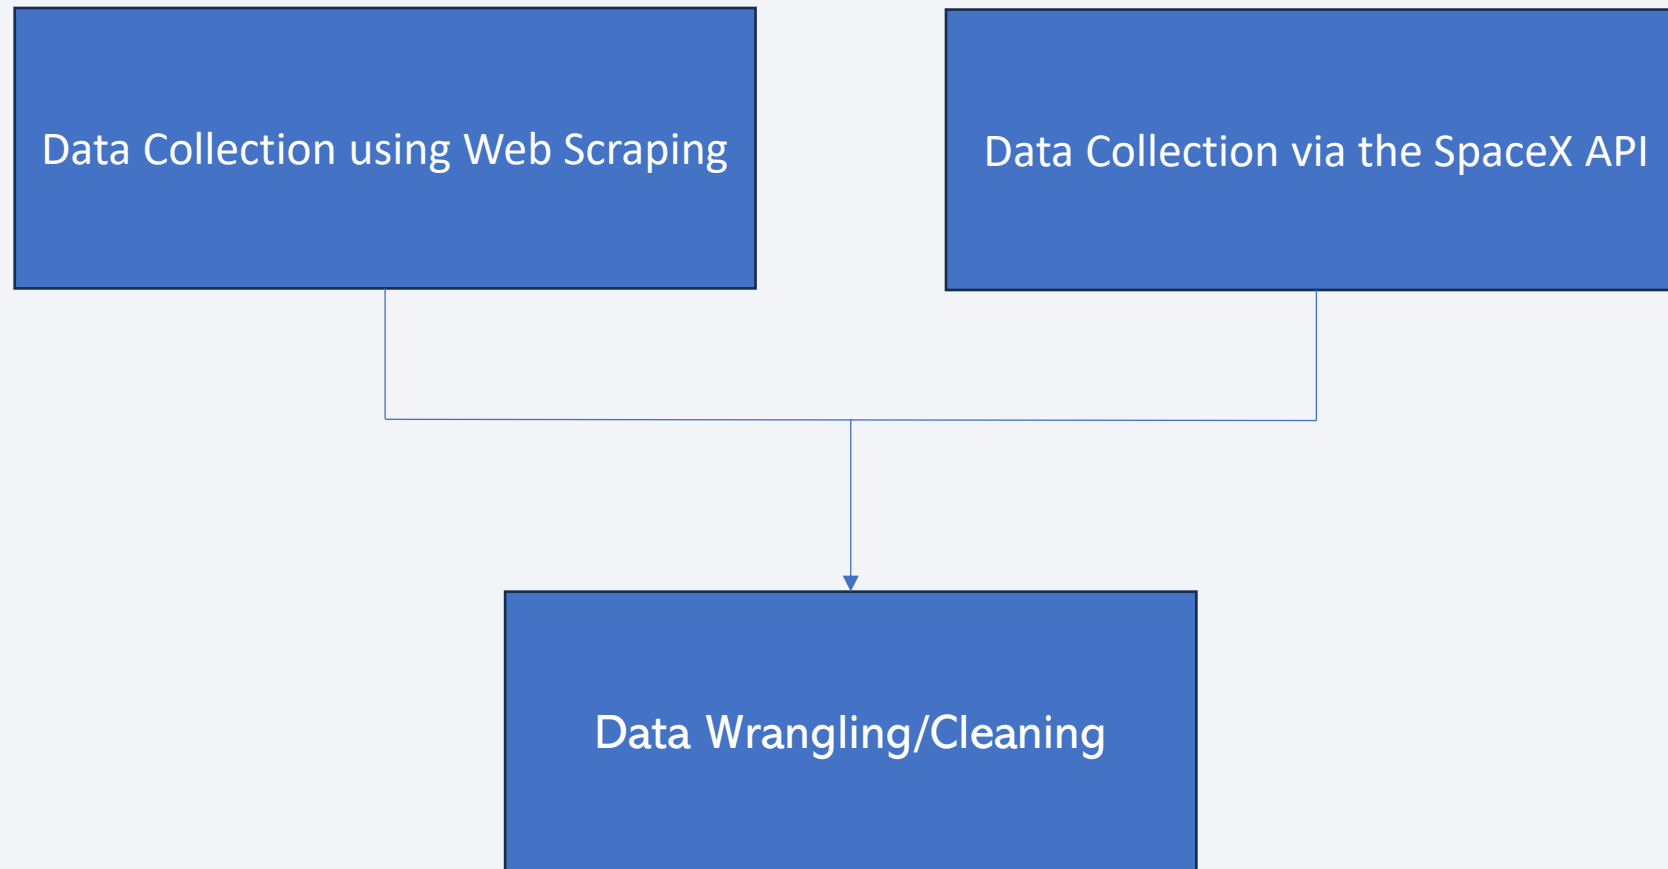 Data Collection using Web Scraping
Data Collection via the SpaceX API
Data Wrangling/Cleaning